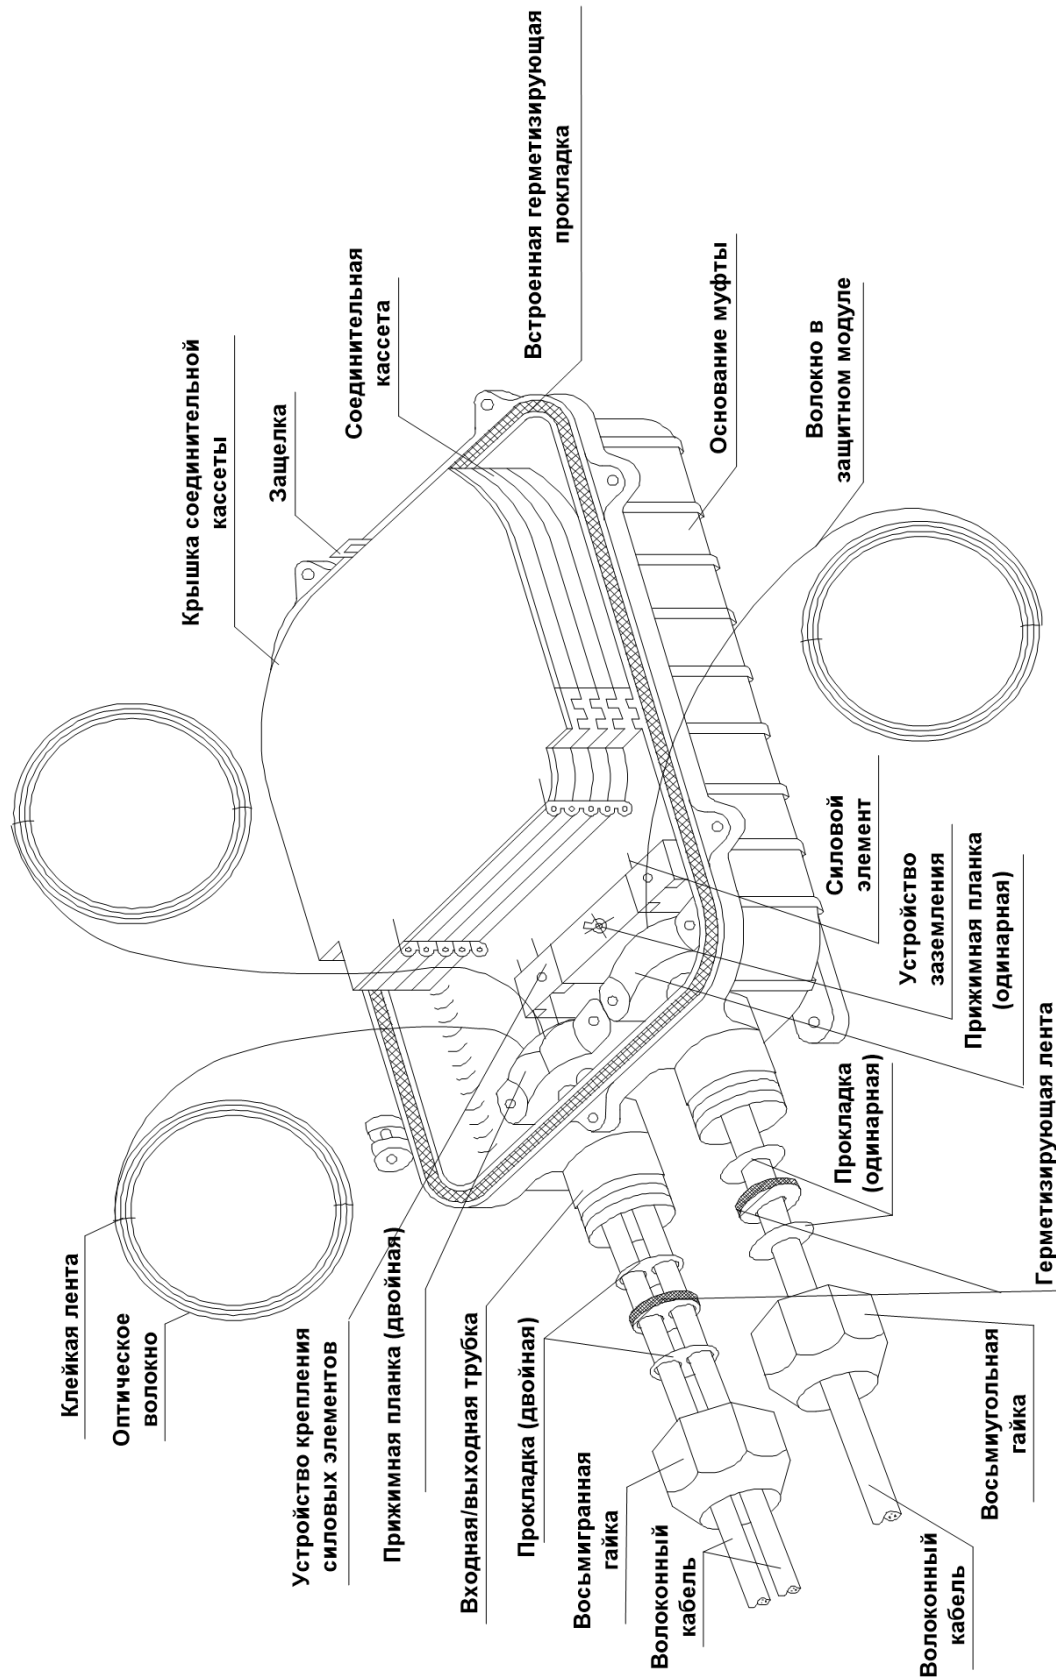 Клейкая лента
Оптическое
волокно
Устройство крепления
силовых элементов
Прижимная планка (двойная)
Входная/выходная трубка
Прокладка (двойная)
Восьмигранная
гайка
Волоконный
кабель
Крышка соединительной
кассеты
Защелка
Соединительная
кассета
Встроенная герметизирующая
прокладка
Основание муфты
Волокно в
защитном модуле
Силовой
элемент
Устройство
заземления
Прижимная планка
(одинарная)
Прокладка
(одинарная)
Герметизирующая лента
Восьмиугольная
гайка
Волоконный
кабель